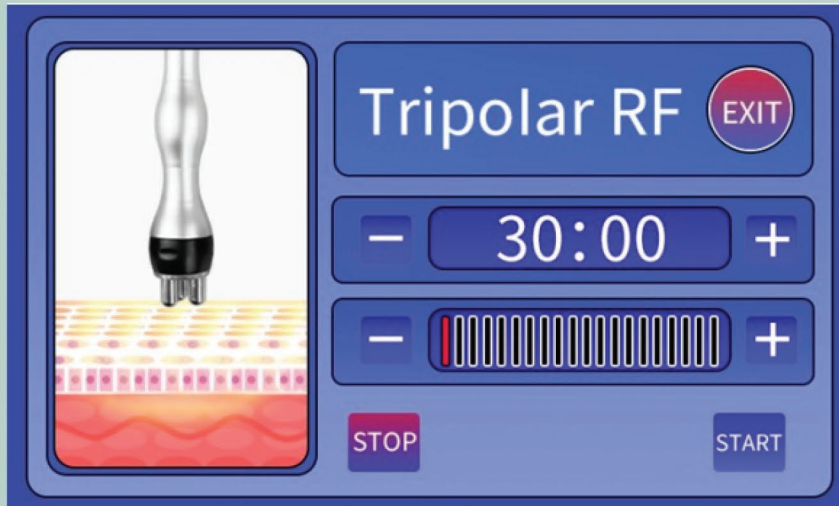 Tripolar RF
EXIT
− 30:00 +
− +
STOP
START